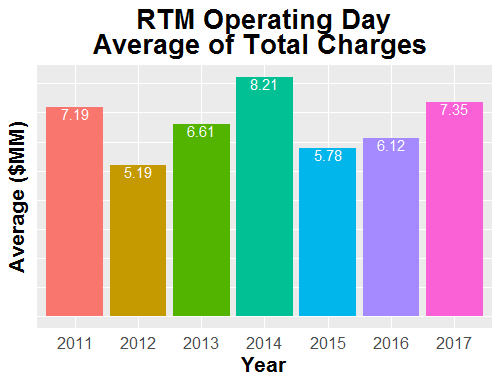 RTM Operating Day
Average of Total Charges
Average ($MM)
7.19
5.19
6.61
8.21
5.78
6.12
7.35
2011 2012 2013 2014 2015 2016 2017
Year